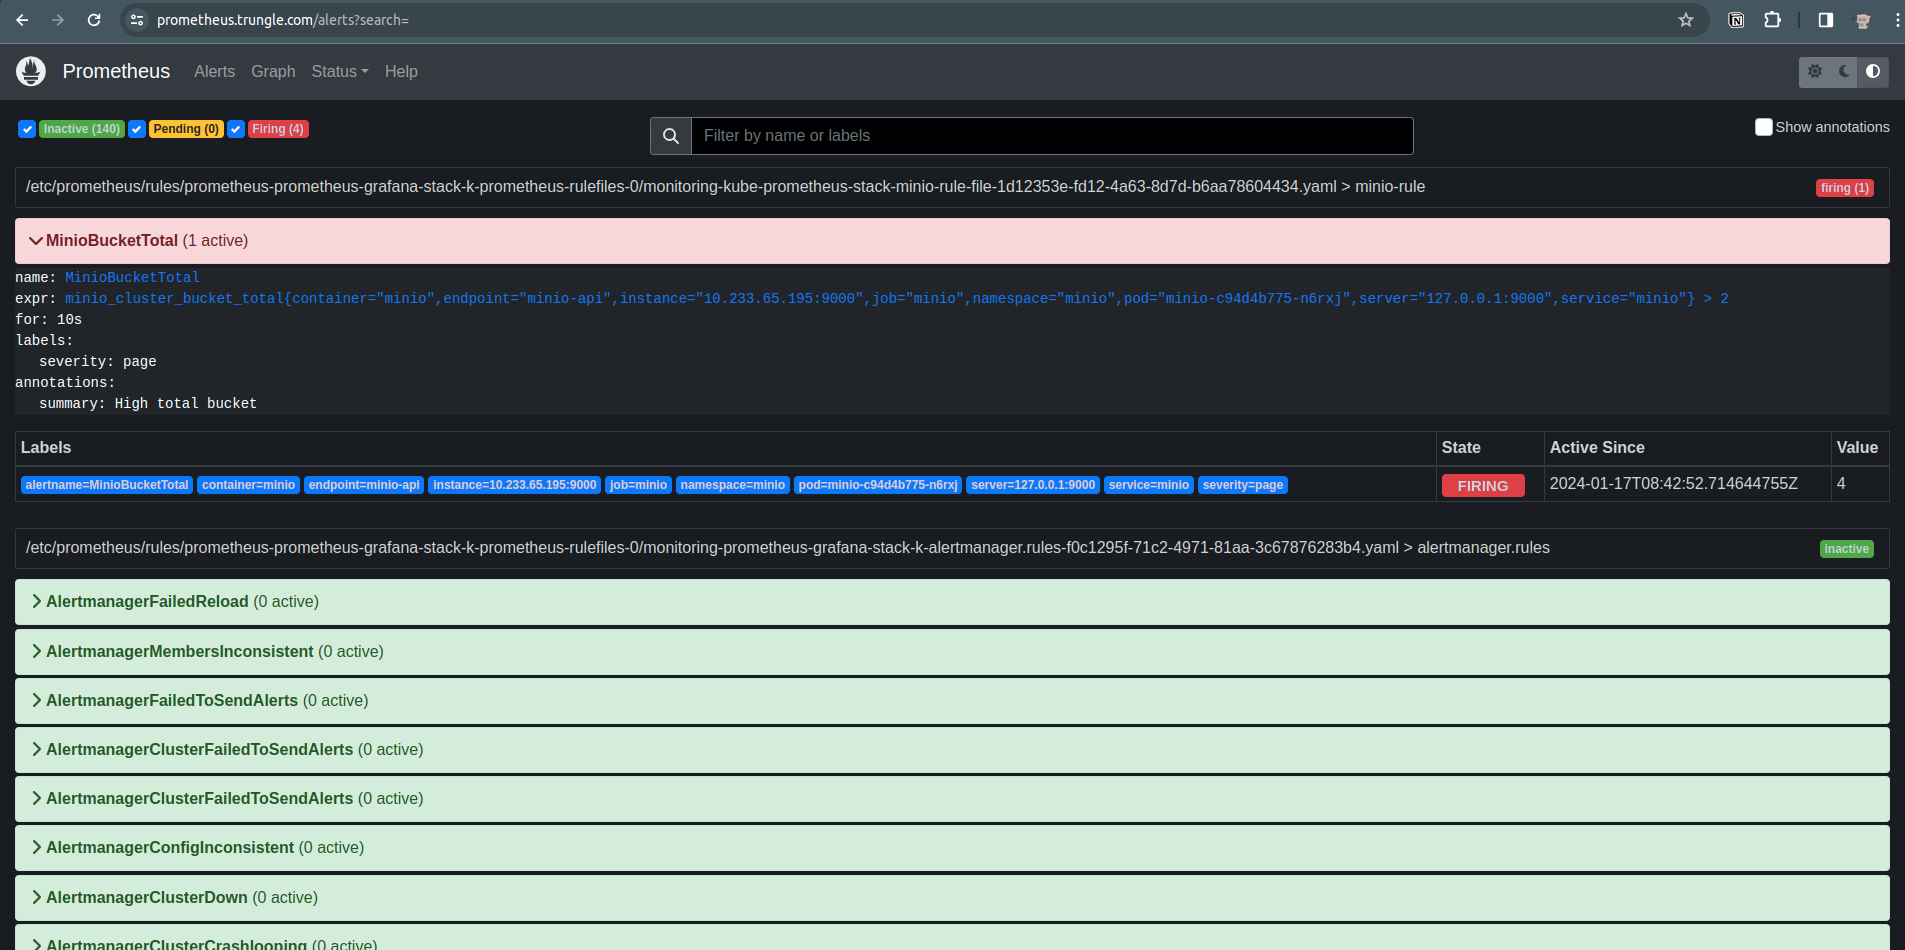 prometheus.trungle.com/alerts?search=
Prometheus Alerts Graph Status Help
Inactive (140) Pending (0) Firing (4) Filter by name or labels Show annotations
/etc/prometheus/rules/prometheus-prometheus-grafana-stack-k-prometheus-rulefiles-0/monitoring-kube-prometheus-stack-minio-rule-file-1d12353e-fd12-4a63-8d7d-b6aa78604434.yaml > minio-rule firing (1)
MinioBucketTotal (1 active)
name: MinioBucketTotal
expr: minio_cluster_bucket_total{container="minio",endpoint="minio-api",instance="10.233.65.195:9000",job="minio",namespace="minio",pod="minio-c94d4b775-n6rxj",server="127.0.0.1:9000",service="minio"} > 2
for: 10s
labels:
severity: page
annotations:
summary: High total bucket
Labels State Active Since Value
alertname=MinioBucketTotal container=minio endpoint=minio-api instance=10.233.65.195:9000 job=minio namespace=minio pod=minio-c94d4b775-n6rxj server=127.0.0.1:9000 service=minio severity=page FIRING 2024-01-17T08:42:52.714644755Z 4
/etc/prometheus/rules/prometheus-prometheus-grafana-stack-k-prometheus-rulefiles-0/monitoring-prometheus-grafana-stack-k-alertmanager.rules-f0c1295f-71c2-4971-81aa-3c67876283b4.yaml > alertmanager.rules inactive
AlertmanagerFailedReload (0 active)
AlertmanagerMembersInconsistent (0 active)
AlertmanagerFailedToSendAlerts (0 active)
AlertmanagerClusterFailedToSendAlerts (0 active)
AlertmanagerClusterFailedToSendAlerts (0 active)
AlertmanagerConfigInconsistent (0 active)
AlertmanagerClusterDown (0 active)
AlertmanagerClusterCrashlooping (0 active)